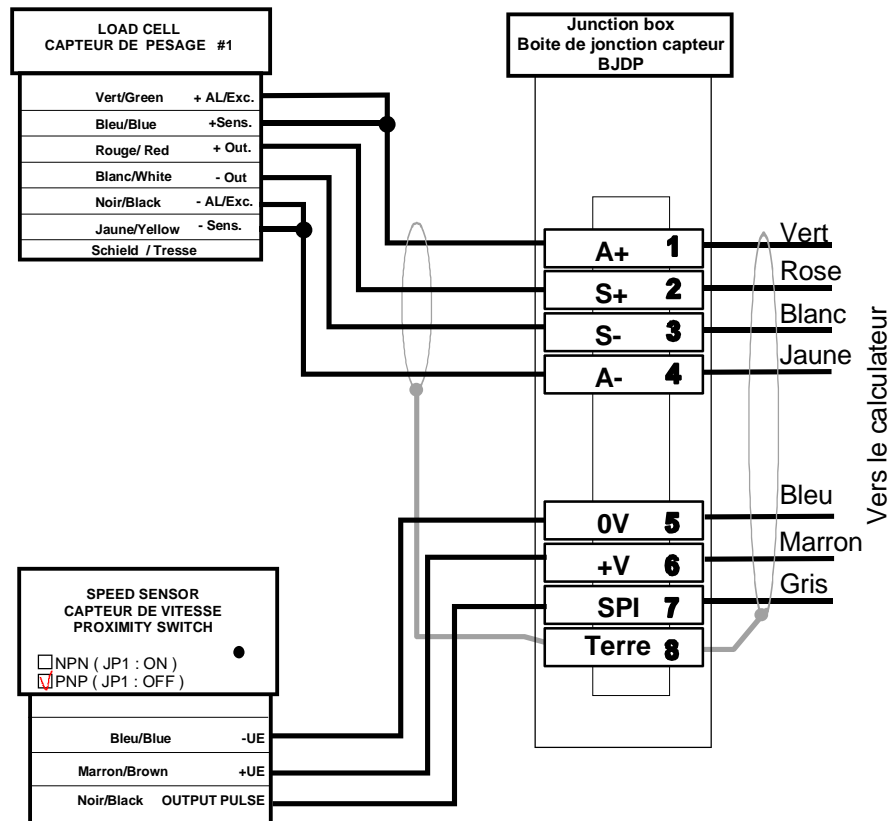 LOAD CELL
CAPTEUR DE PESAGE #1
Vert/Green + AL/Exc.
Bleu/Blue +Sens.
Rouge/ Red + Out.
Blanc/White - Out
Noir/Black - AL/Exc.
Jaune/Yellow - Sens.
Schield / Tresse
Junction box
Boite de jonction capteur
BJDP
A+ 1 Vert
S+ 2 Rose
S- 3 Blanc
A- 4 Jaune
0V 5 Bleu
+V 6 Marron
SPI 7 Gris
Terre 8
Vers le calculateur
SPEED SENSOR
CAPTEUR DE VITESSE
PROXIMITY SWITCH
NPN ( JP1 : ON )
PNP ( JP1 : OFF )
Bleu/Blue -UE
Marron/Brown +UE
Noir/Black OUTPUT PULSE